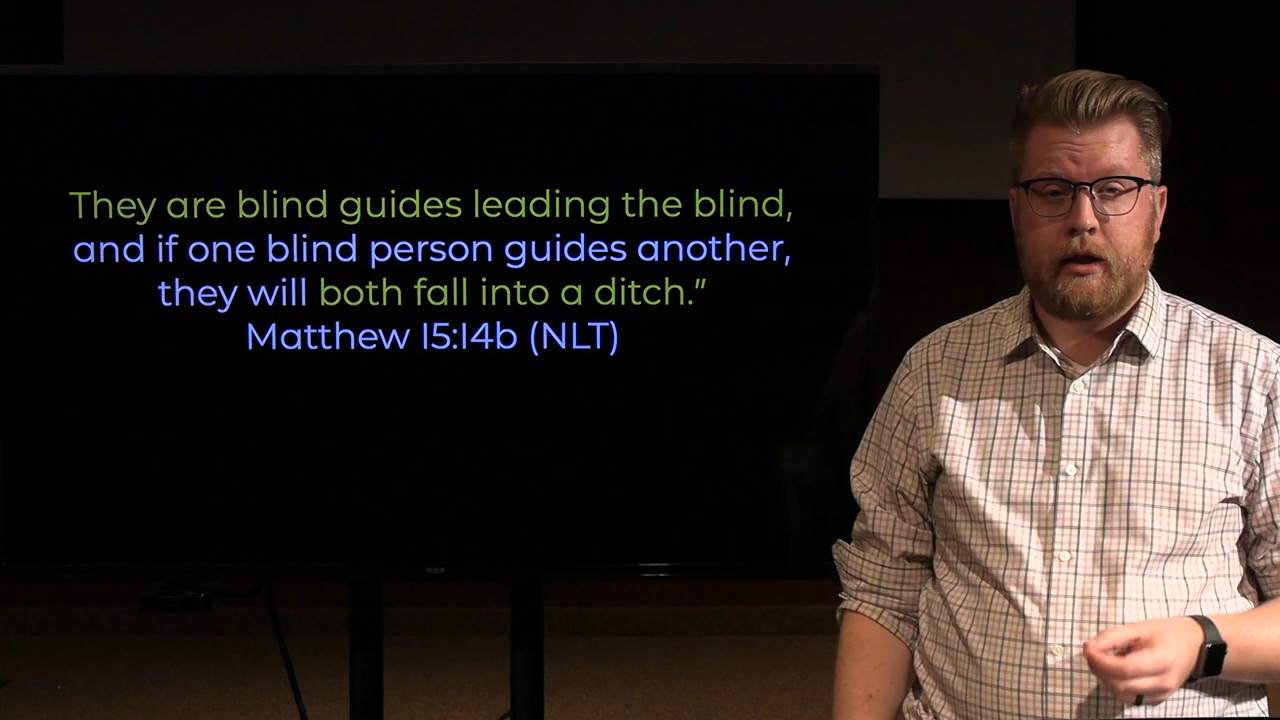 They are blind guides leading the blind,
and if one blind person guides another,
they will both fall into a ditch.”
Matthew 15:14b (NLT)
RCA